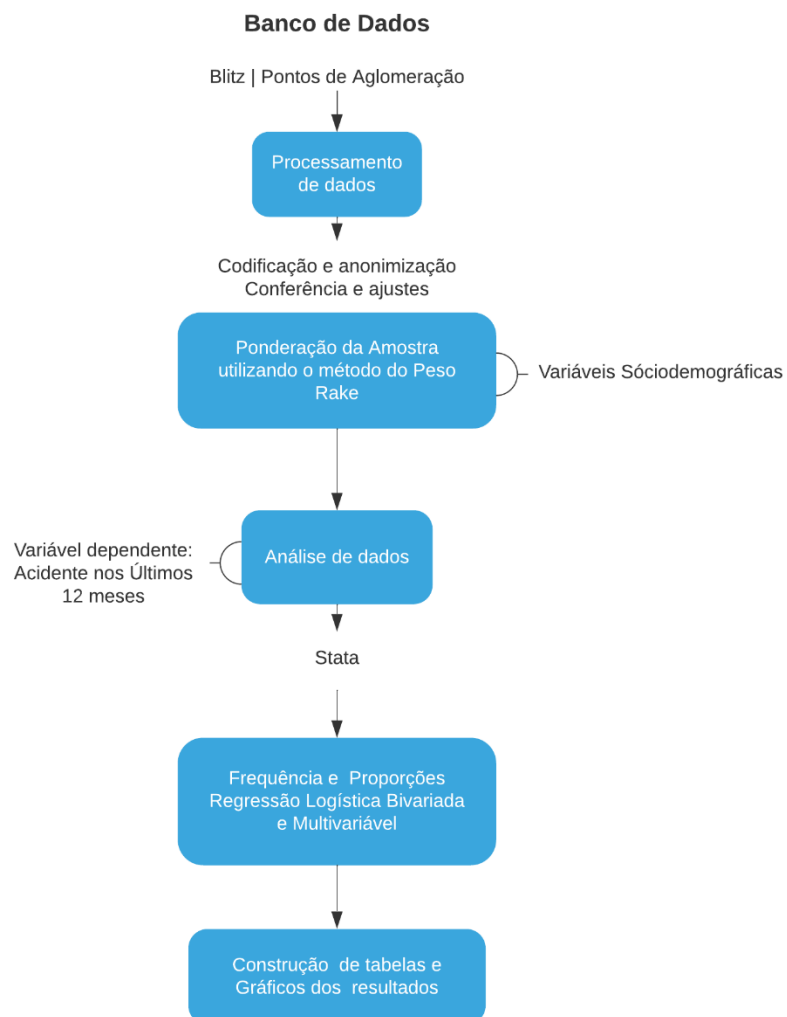 Banco de Dados
Blitz | Pontos de Aglomeração
Processamento
de dados
Codificação e anonimização
Conferência e ajustes
Ponderação da Amostra
utilizando o método do Peso
Rake
Variáveis Sóciodemográficas
Variável dependente:
Acidente nos Últimos
12 meses
Análise de dados
Stata
Frequência e  Proporções
Regressão Logística Bivariada
e Multivariável
Construção  de tabelas e
Gráficos dos  resultados